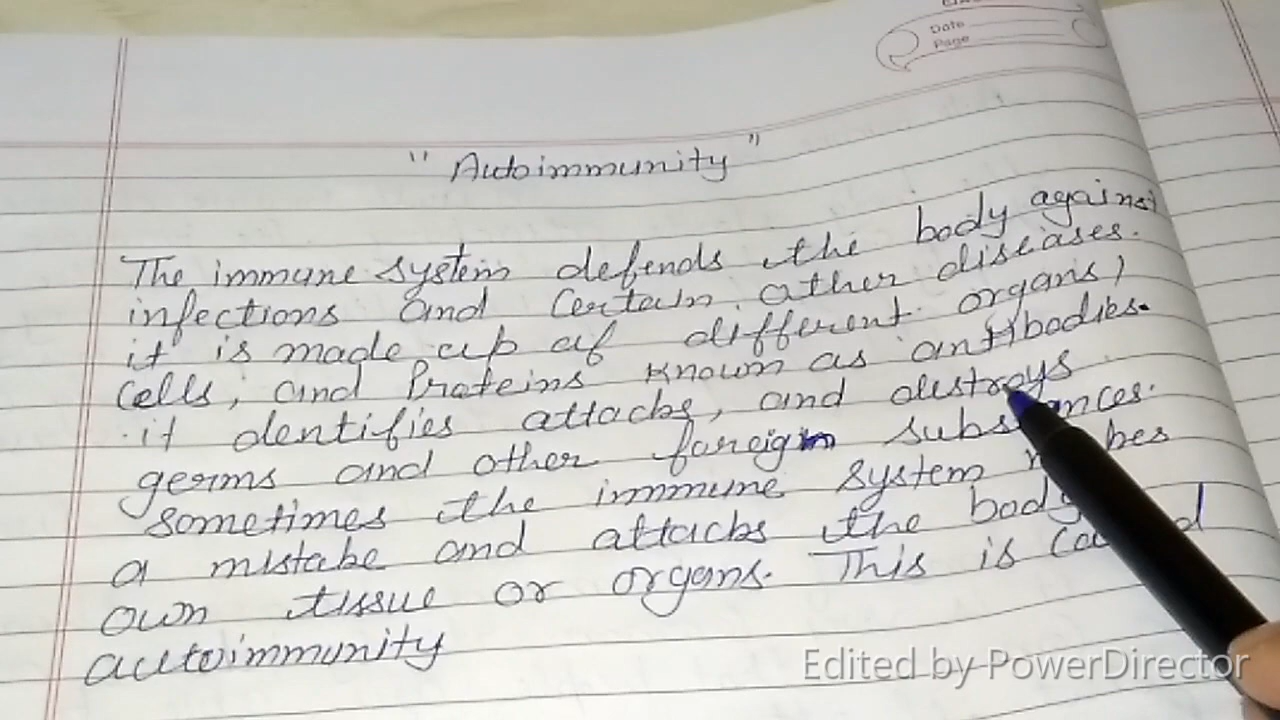 Date
Page
" Autoimmunity "
The immune system defends the body against
infections and certain other diseases.
it is made up of different organs,
cells, and Proteins known as antibodies.
it dentifies attacks, and destroys
germs and other foreign substances.
sometimes the immune system
a mistake and attacks the body
own tissue or organs. This is
autoimmunity
Edited by PowerDirector